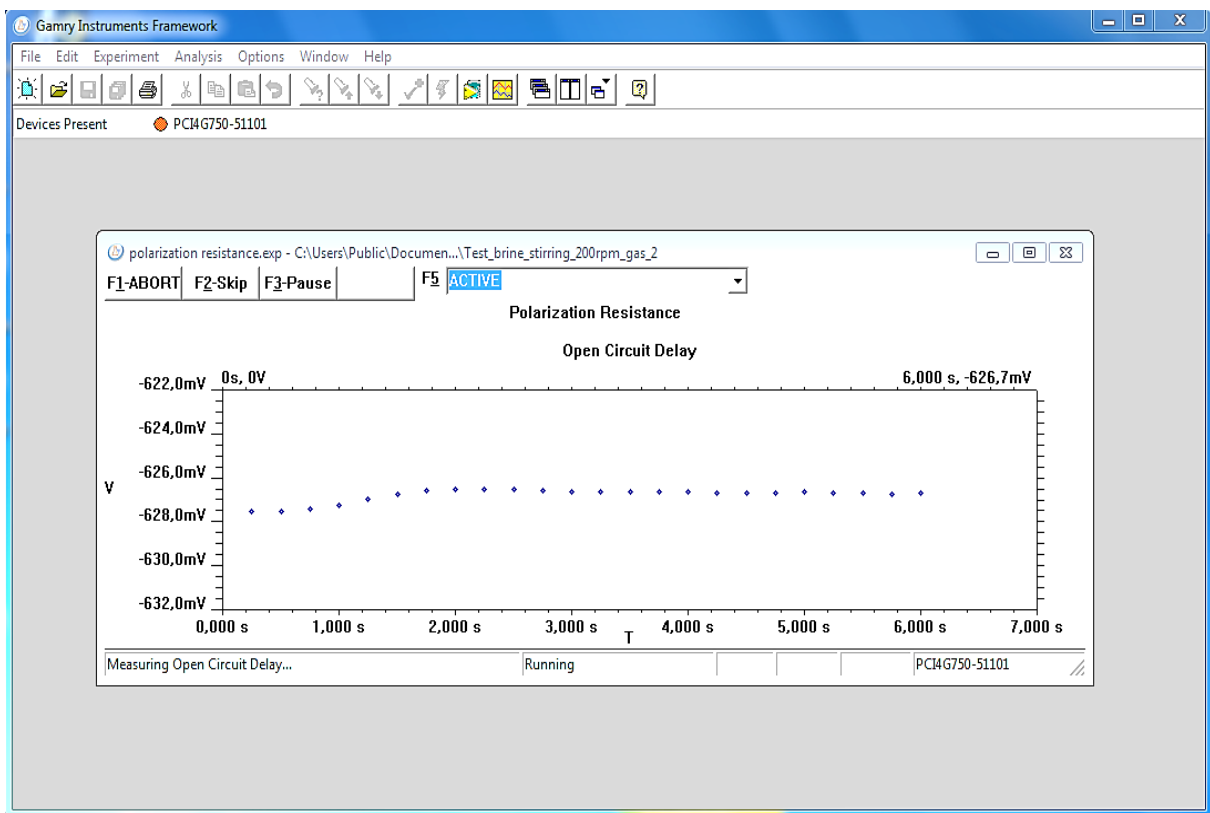 Gamry Instruments Framework
File Edit Experiment Analysis Options Window Help
Devices Present PCI4G750-51101
polarization resistance.exp - C:\Users\Public\Documen...\Test_brine_stirring_200rpm_gas_2
F1-ABORT F2-Skip F3-Pause F5 ACTIVE
Polarization Resistance
Open Circuit Delay
0s, 0V 6,000 s, -626,7mV
-622,0mV
-624,0mV
-626,0mV
V
-628,0mV
-630,0mV
-632,0mV
0,000 s 1,000 s 2,000 s 3,000 s T 4,000 s 5,000 s 6,000 s 7,000 s
Measuring Open Circuit Delay... Running PCI4G750-51101